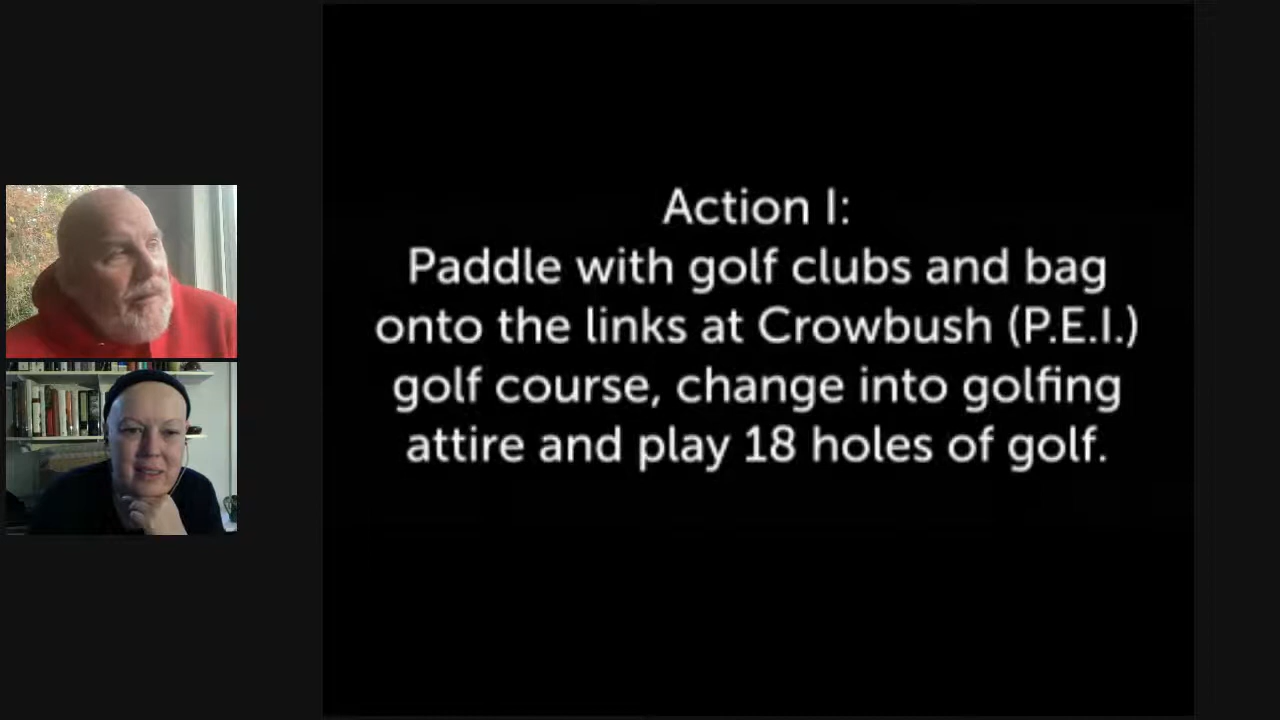 Action I:
Paddle with golf clubs and bag
onto the links at Crowbush (P.E.I.)
golf course, change into golfing
attire and play 18 holes of golf.